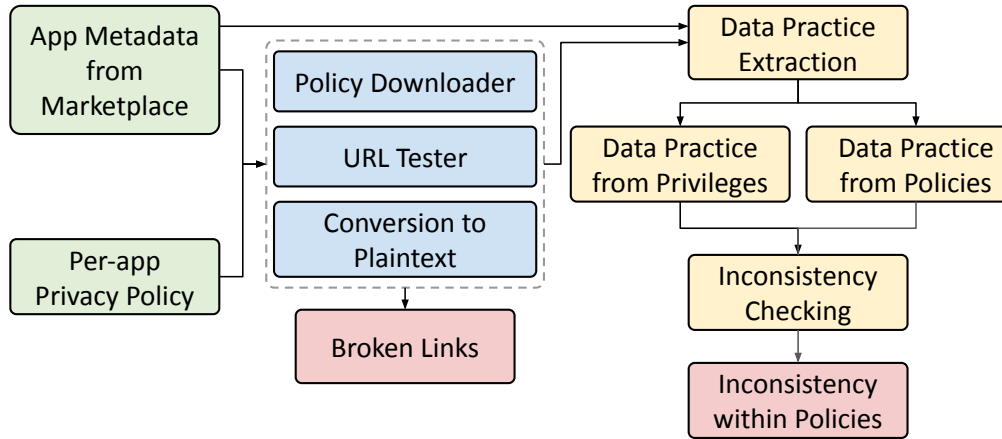 App Metadata
from
Marketplace
Per-app
Privacy Policy
Policy Downloader
URL Tester
Conversion to
Plaintext
Broken Links
Data Practice
Extraction
Data Practice
from Privileges
Data Practice
from Policies
Inconsistency
Checking
Inconsistency
within Policies